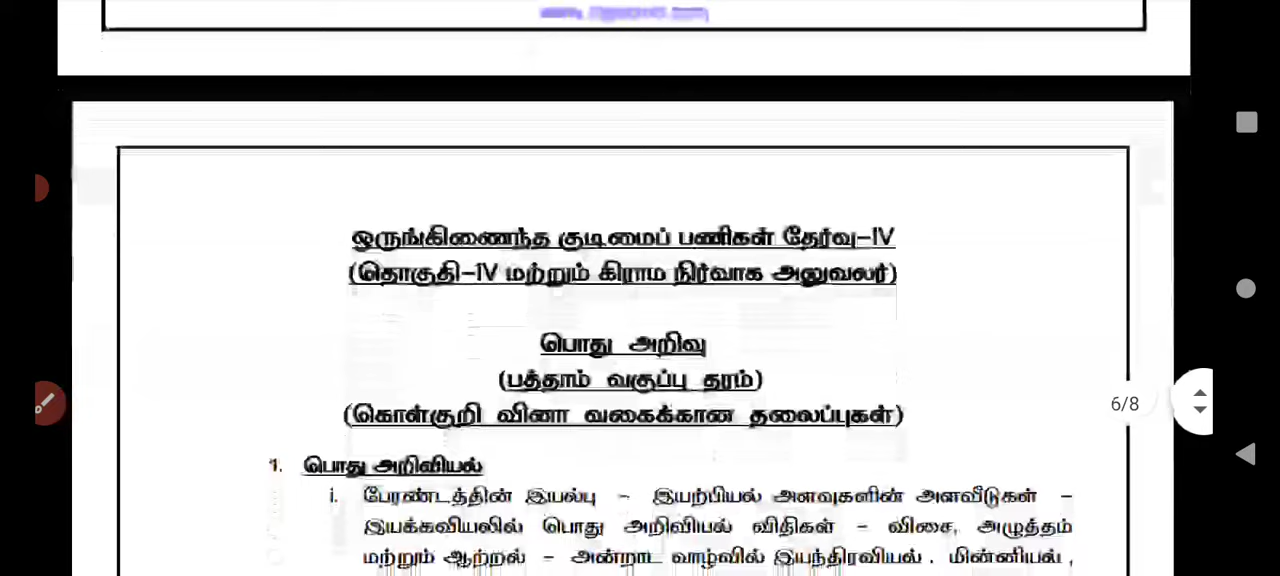 ஒருங்கிணைந்த குடிமைப் பணிகள் தேர்வு-IV
(தொகுதி-IV மற்றும் கிராம நிர்வாக அலுவலர்)
பொது அறிவு
(பத்தாம் வகுப்பு தரம்)
(கொள்குறி வினா வகைக்கான தலைப்புகள்)
6/8
1. பொது அறிவியல்
i. பேரண்டத்தின் இயல்பு - இயற்பியல் அளவுகளின் அளவீடுகள் -
இயக்கவியலில் பொது அறிவியல் விதிகள் - விசை, அழுத்தம்
மற்றும் ஆற்றல் - அன்றாட வாழ்வில் இயந்திரவியல், மின்னியல்,